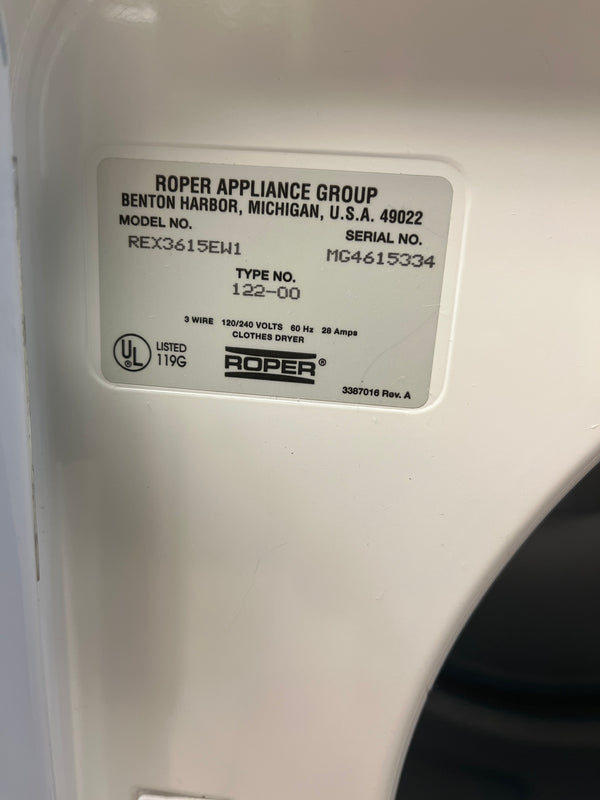 ROPER APPLIANCE GROUP
BENTON HARBOR, MICHIGAN, U.S.A. 49022
MODEL NO.
REX3615EW1
SERIAL NO.
MG4615334
TYPE NO.
122-00
3 WIRE 120/240 VOLTS 60 Hz 28 Amps
CLOTHES DRYER
UL
®
LISTED
119G
ROPER®
3387016 Rev. A